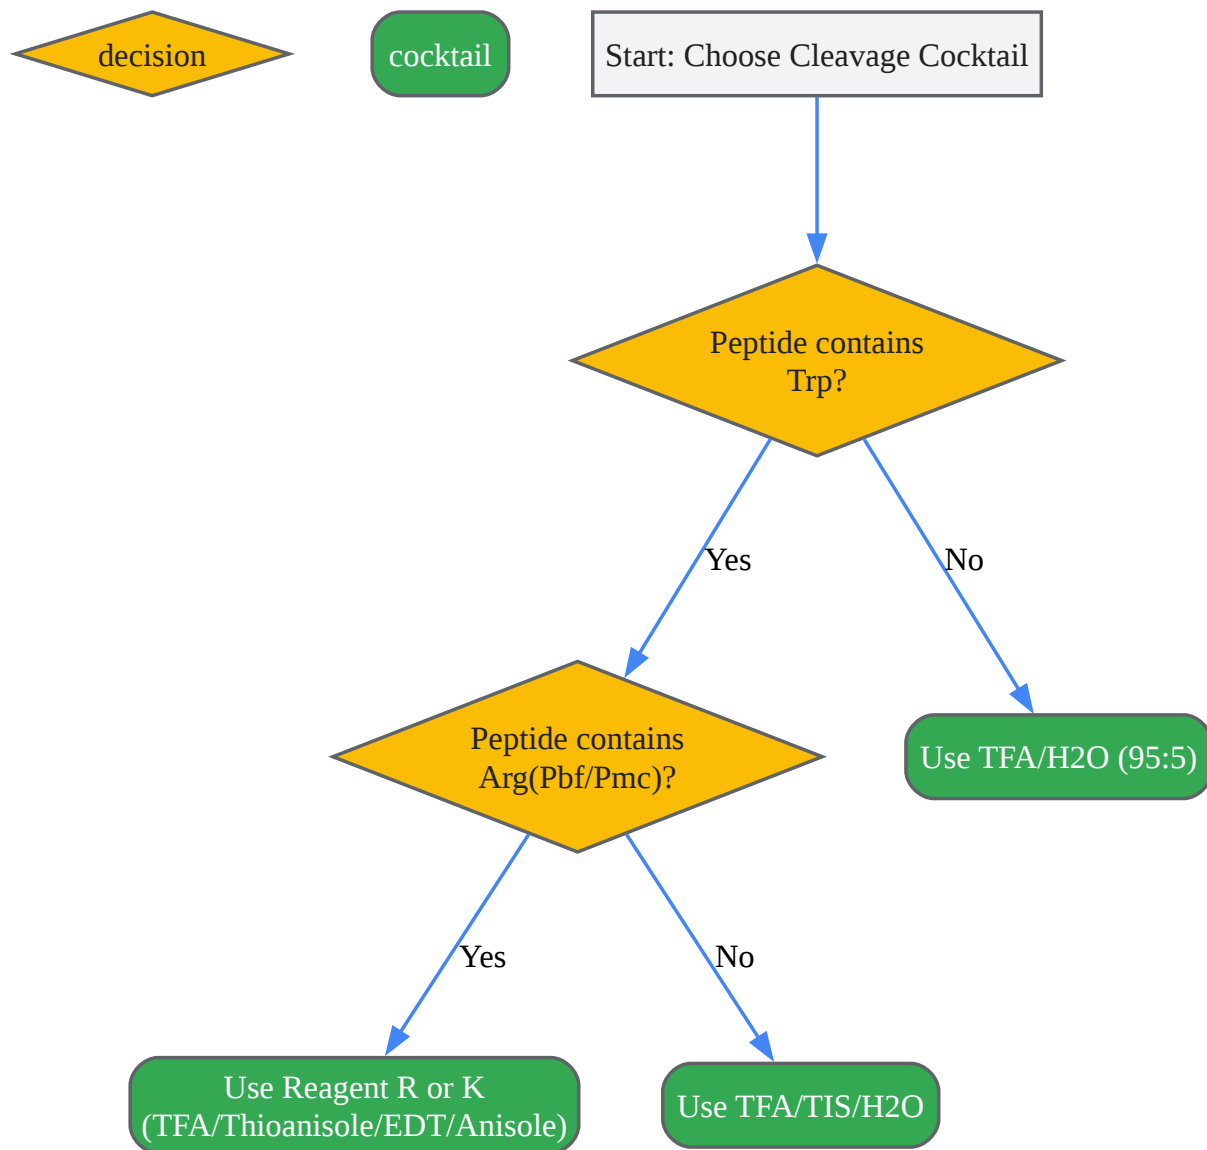 decision
cocktail
Start: Choose Cleavage Cocktail
Peptide contains
Trp?
Yes
No
Peptide contains
Arg(Pbf/Pmc)?
Use TFA/H2O (95:5)
Yes
No
Use Reagent R or K
(TFA/Thioanisole/EDT/Anisole)
Use TFA/TIS/H2O